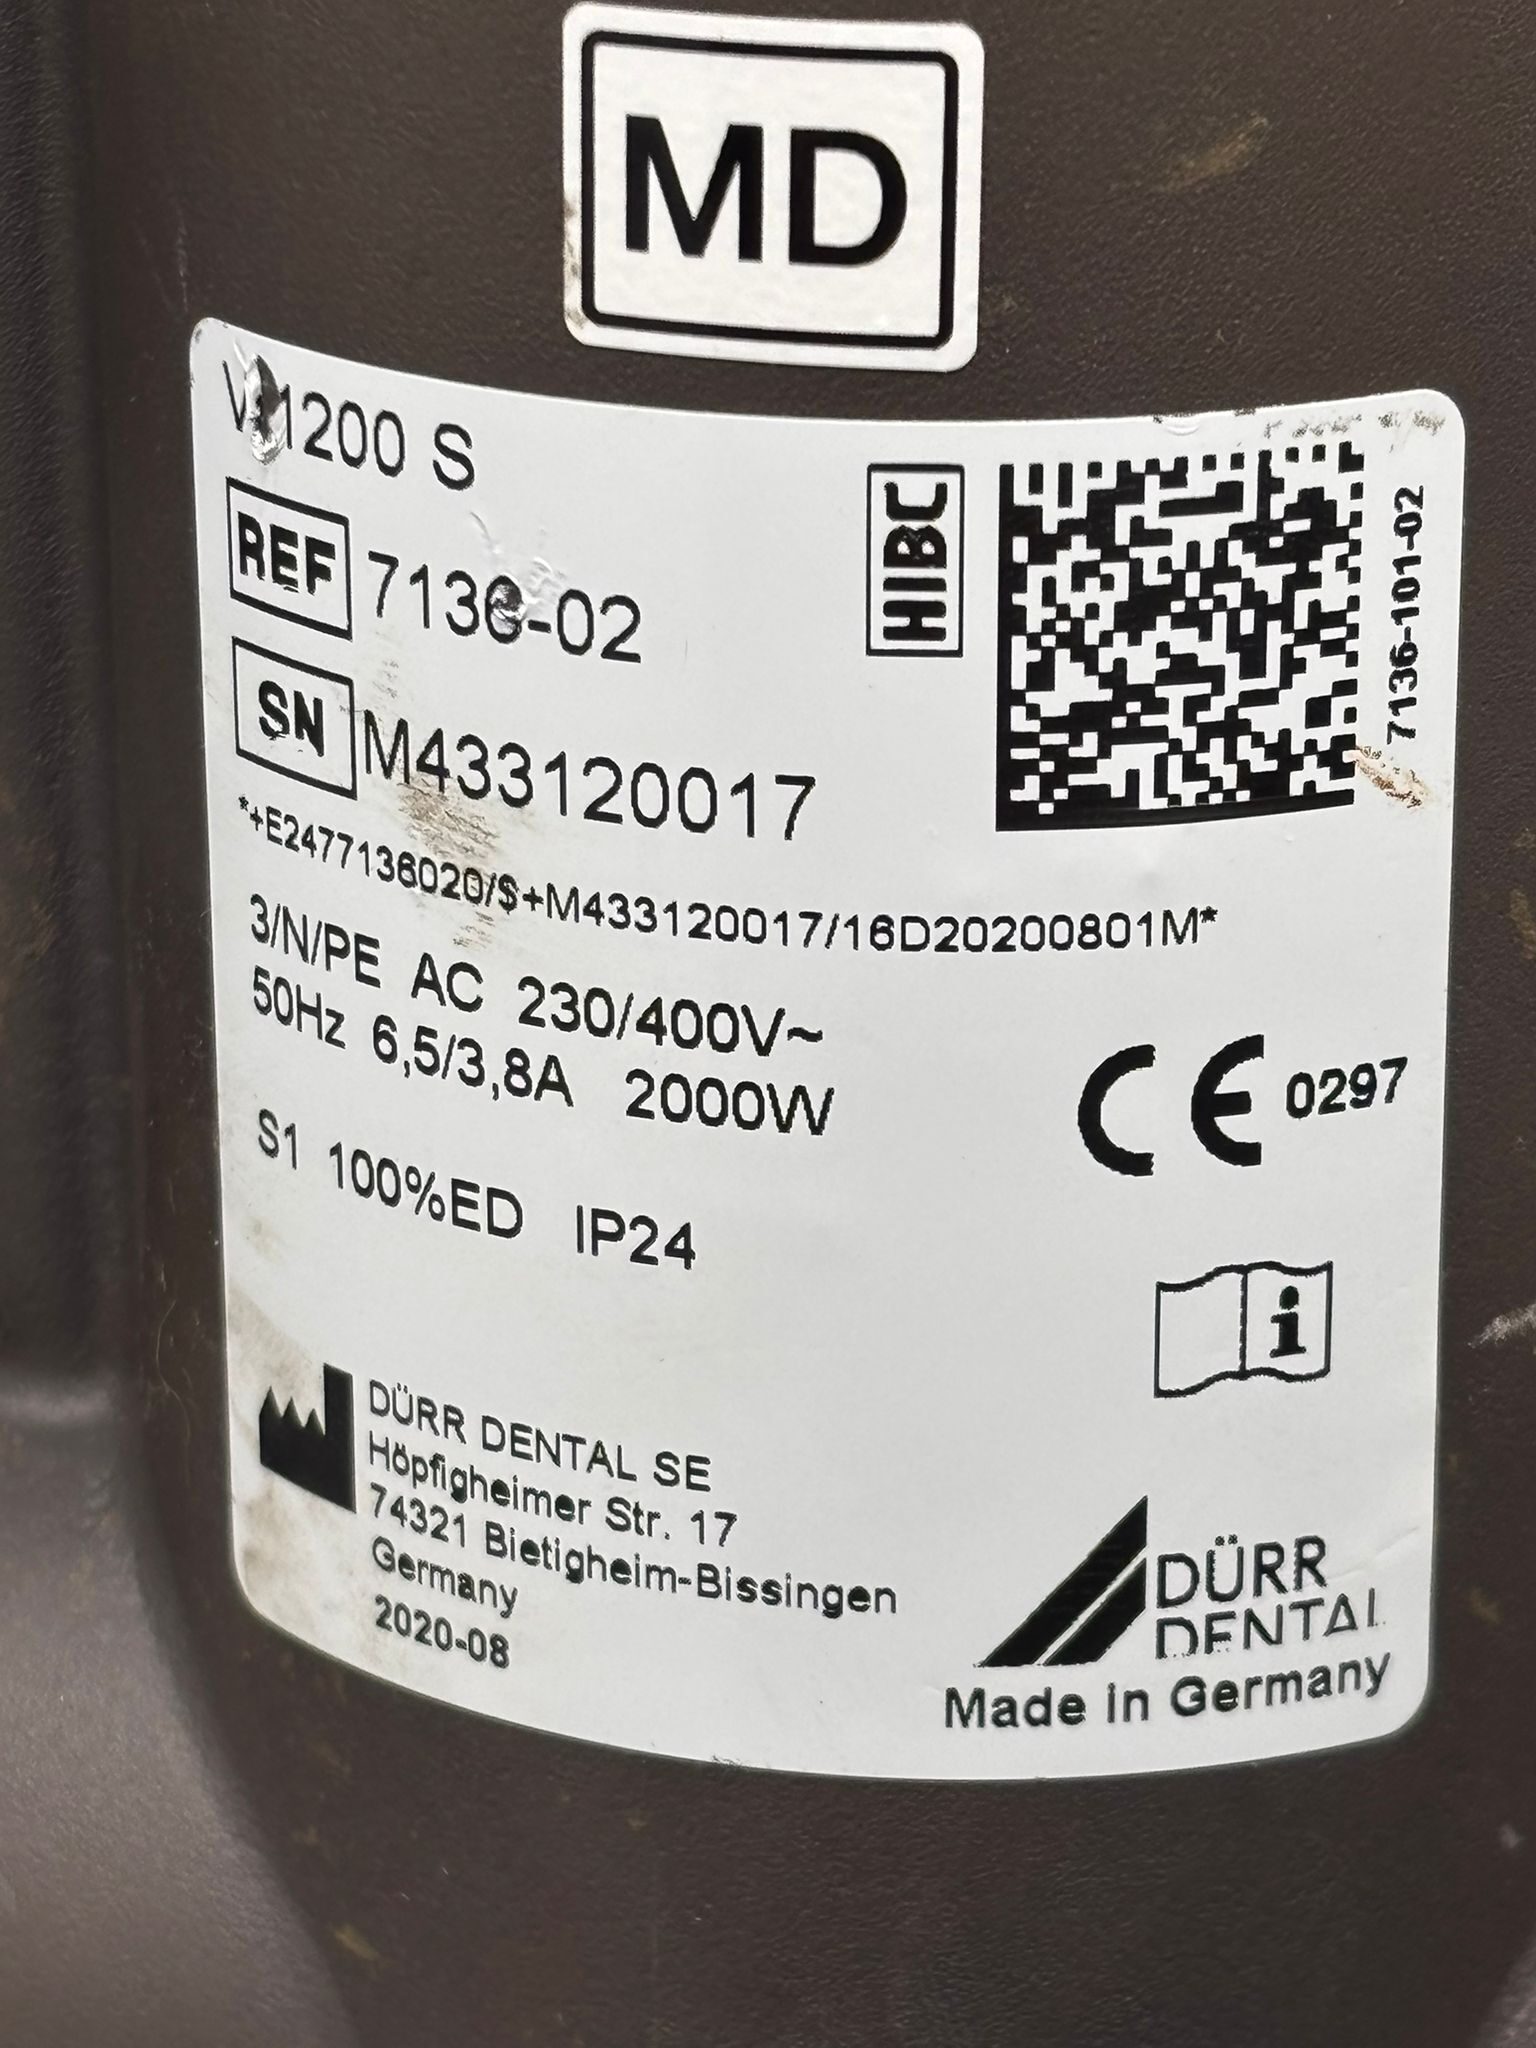 MD
1200 S
HIBC
REF 7136-02
7136-101-02
SN M433120017
*+E2477136020/$+M433120017/16D20200801M*
3/N/PE AC 230/400V~
50Hz 6,5/3,8A 2000W
CE 0297
S1 100%ED IP24
i
DÜRR DENTAL SE
Höpfigheimer Str. 17
74321 Bietigheim-Bissingen
Germany
2020-08
DÜRR
DENTAL
Made in Germany